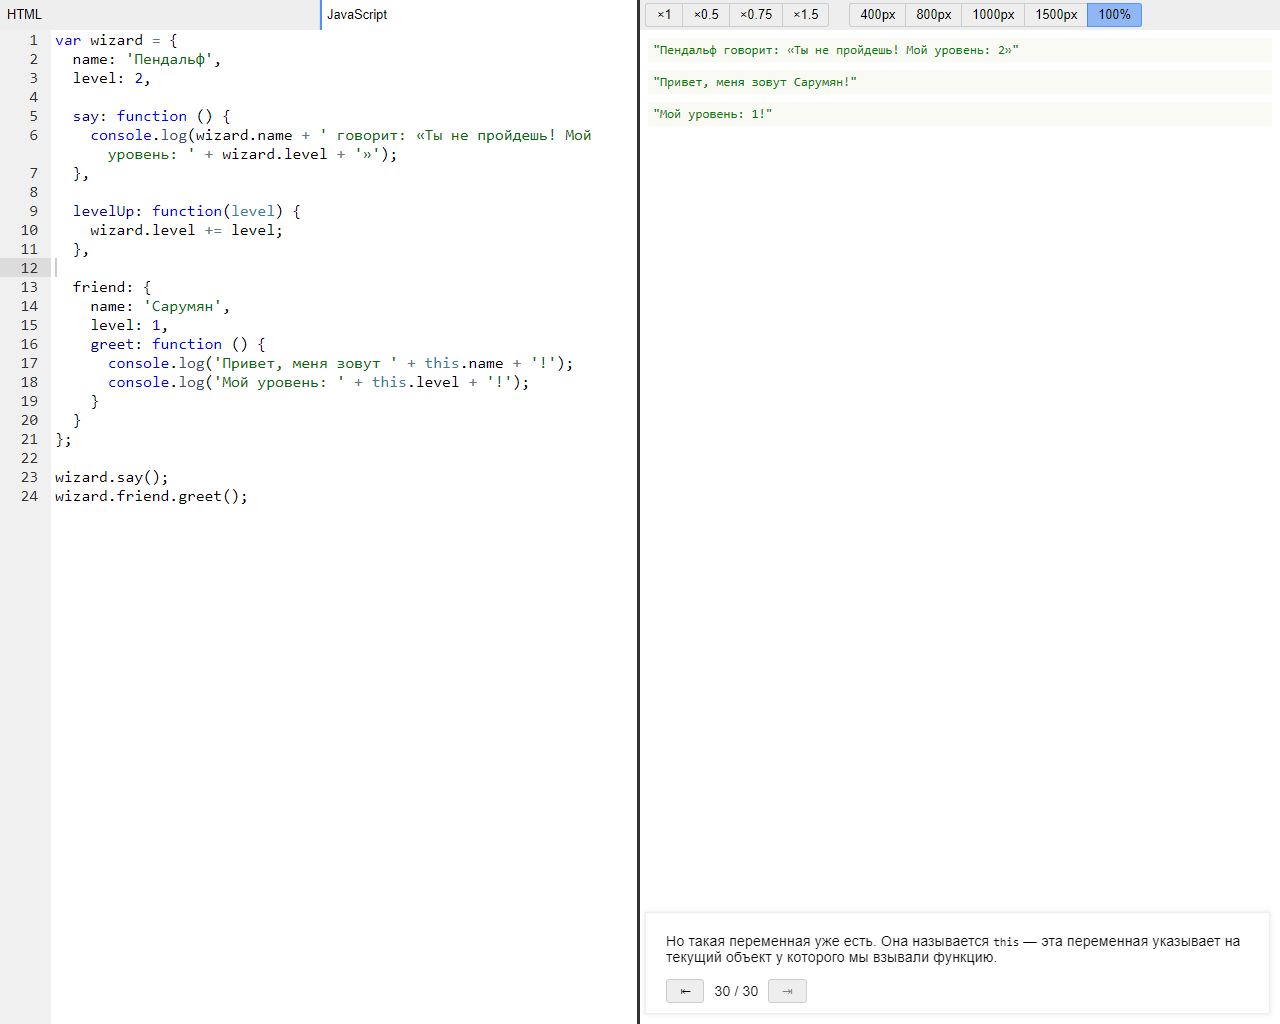 HTML
JavaScript
×1 ×0.5 ×0.75 ×1.5 400px 800px 1000px 1500px 100%
1 var wizard = {
2 name: 'Пендальф',
3 level: 2,
4
5 say: function () {
6 console.log(wizard.name + ' говорит: «Ты не пройдешь! Мой
уровень: ' + wizard.level + '»');
7 },
8
9 levelUp: function(level) {
10 wizard.level += level;
11 },
12
13 friend: {
14 name: 'Сарумян',
15 level: 1,
16 greet: function () {
17 console.log('Привет, меня зовут ' + this.name + '!');
18 console.log('Мой уровень: ' + this.level + '!');
19 }
20 }
21 };
22
23 wizard.say();
24 wizard.friend.greet();
"Пендальф говорит: «Ты не пройдешь! Мой уровень: 2»"
"Привет, меня зовут Сарумян!"
"Мой уровень: 1!"
Но такая переменная уже есть. Она называется this — эта переменная указывает на
текущий объект у которого мы взывали функцию.
⇤ 30 / 30 ⇥